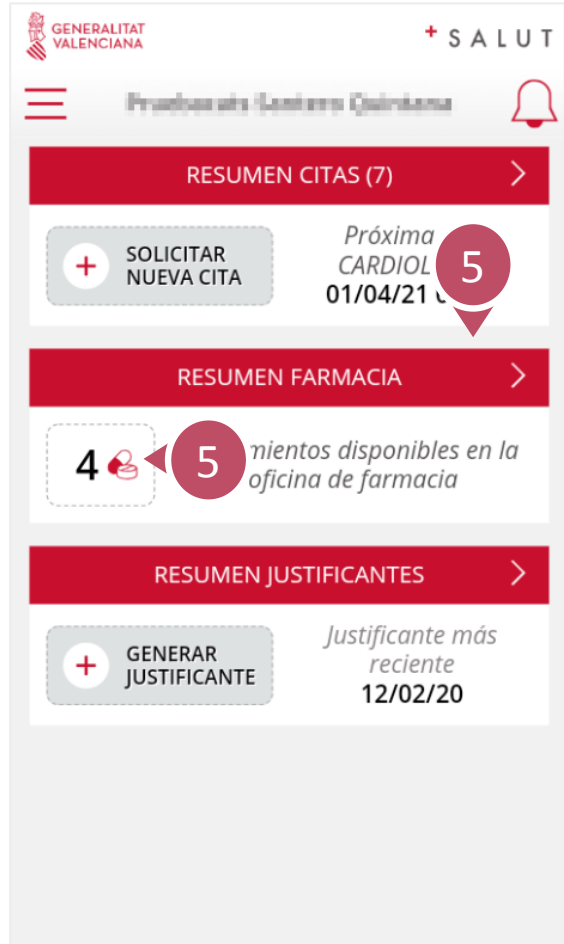 GENERALITAT
VALENCIANA
+SALUT
RESUMEN CITAS (7)
SOLICITAR
NUEVA CITA
Próxima
CARDIOL
01/04/21
5
RESUMEN FARMACIA
4
5
mientos disponibles en la
oficina de farmacia
RESUMEN JUSTIFICANTES
GENERAR
JUSTIFICANTE
Justificante más
reciente
12/02/20